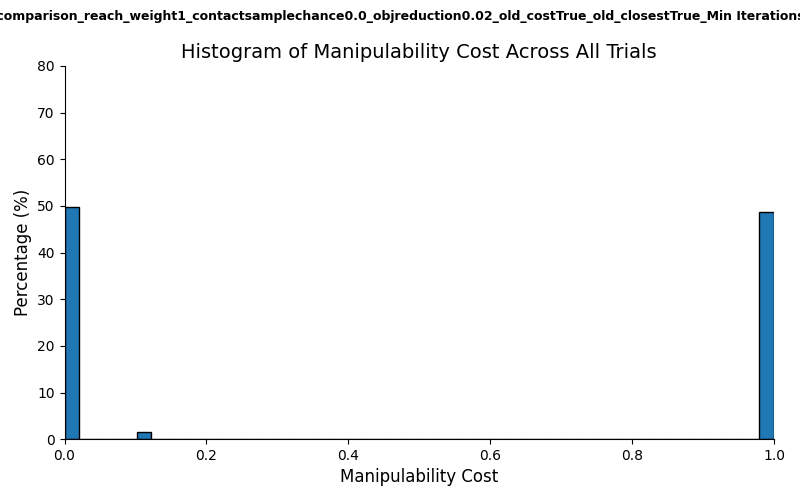 comparison_reach_weight1_contactsamplechance0.0_objreduction0.02_old_costTrue_old_closestTrue_Min Iterations
Histogram of Manipulability Cost Across All Trials
80
70
60
50
40
30
20
10
0
Percentage (%)
0.0 0.2 0.4 0.6 0.8 1.0
Manipulability Cost